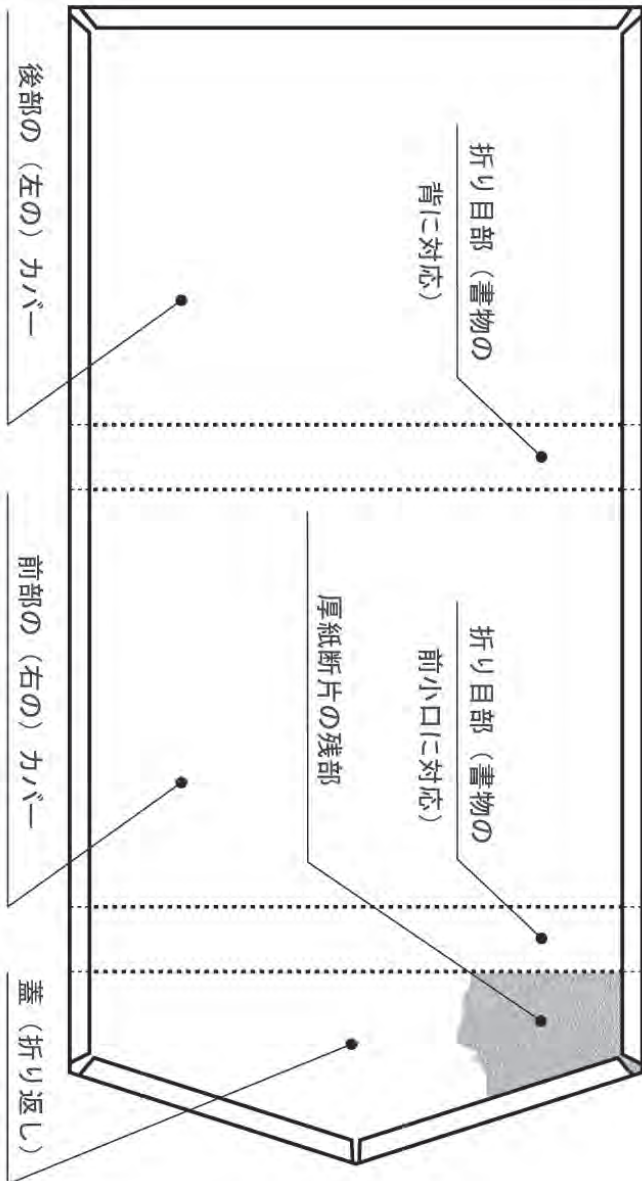 後部の（左の）カバー
折り目部（書物の
背に対応）
前部の（右の）カバー
厚紙断片の残部
折り目部（書物の
前小口に対応）
蓋（折り返し）